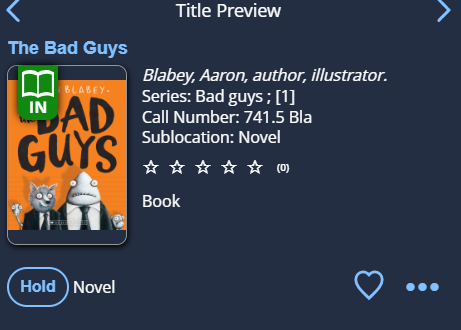 Title Preview
The Bad Guys
Blabey, Aaron, author, illustrator.
Series: Bad guys ; [1]
Call Number: 741.5 Bla
Sublocation: Novel
(0)
Book
IN
BLABEY
BAD
GUYS
Hold Novel